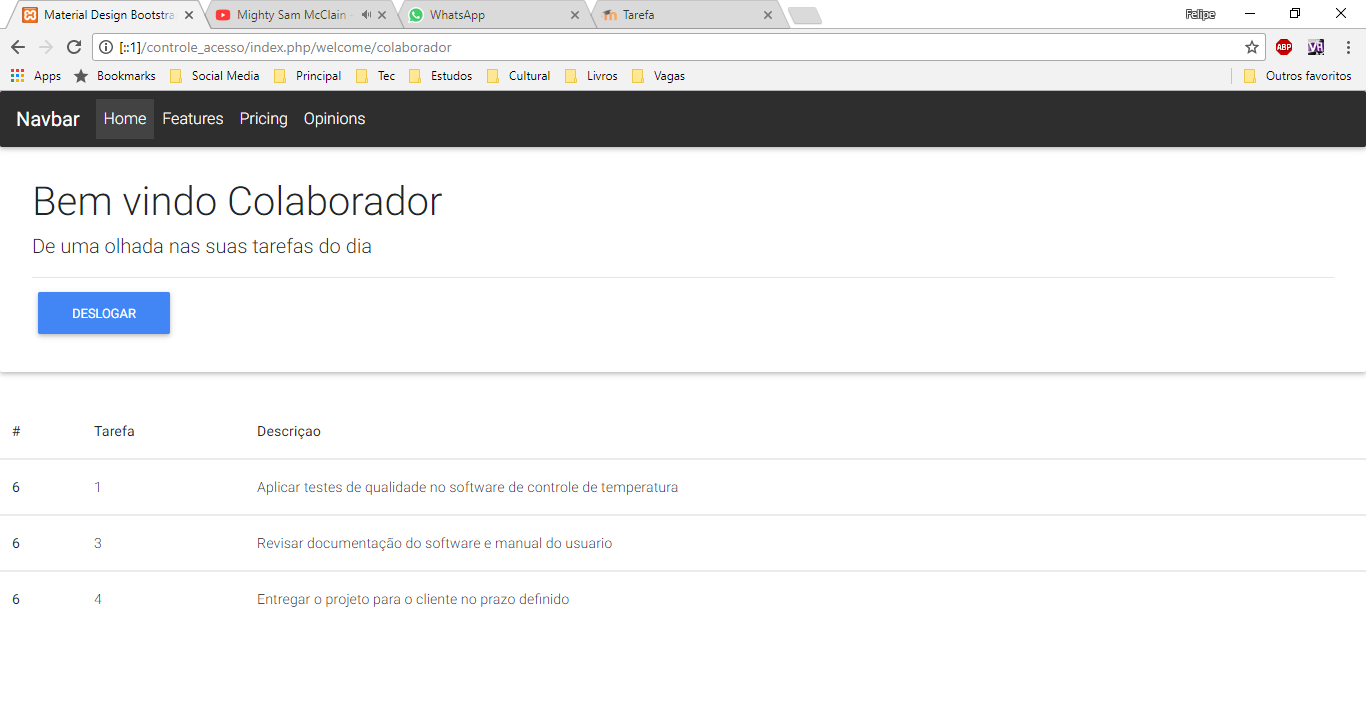 Material Design Bootstra
Mighty Sam McClain -
WhatsApp
Tarefa
Felipe
[::1]/controle_acesso/index.php/welcome/colaborador
ABP
Apps Bookmarks Social Media Principal Tec Estudos Cultural Livros Vagas Outros favoritos
Navbar Home Features Pricing Opinions
Bem vindo Colaborador
De uma olhada nas suas tarefas do dia
DESLOGAR
# Tarefa Descriçao
6 1 Aplicar testes de qualidade no software de controle de temperatura
6 3 Revisar documentação do software e manual do usuario
6 4 Entregar o projeto para o cliente no prazo definido